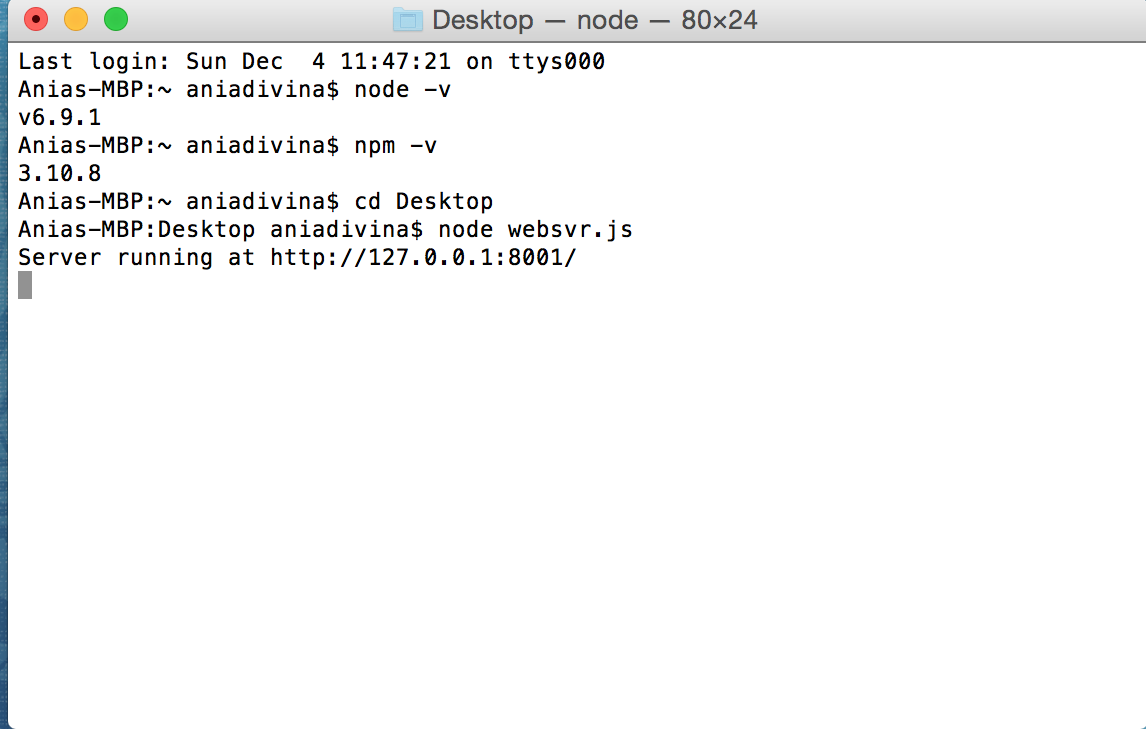 Desktop — node — 80×24
Last login: Sun Dec  4 11:47:21 on ttys000
Anias-MBP:~ aniadivina$ node -v
v6.9.1
Anias-MBP:~ aniadivina$ npm -v
3.10.8
Anias-MBP:~ aniadivina$ cd Desktop
Anias-MBP:Desktop aniadivina$ node websvr.js
Server running at http://127.0.0.1:8001/